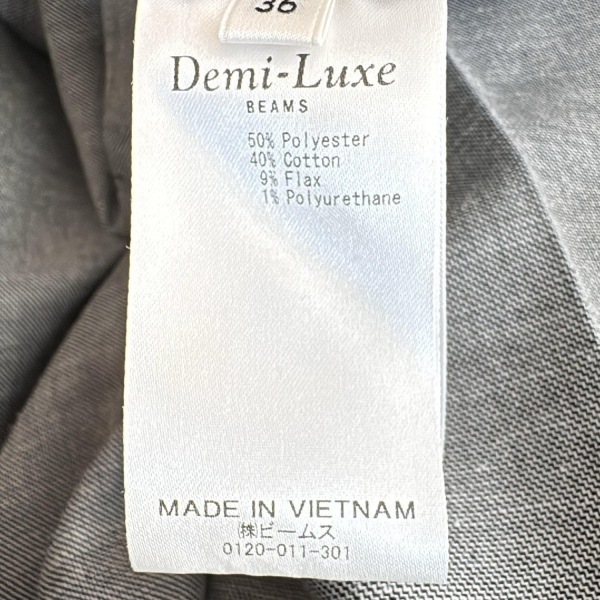 36
Demi-Luxe
BEAMS
50% Polyester
40% Cotton
9% Flax
1% Polyurethane
MADE IN VIETNAM
㈱ビームス
0120-011-301